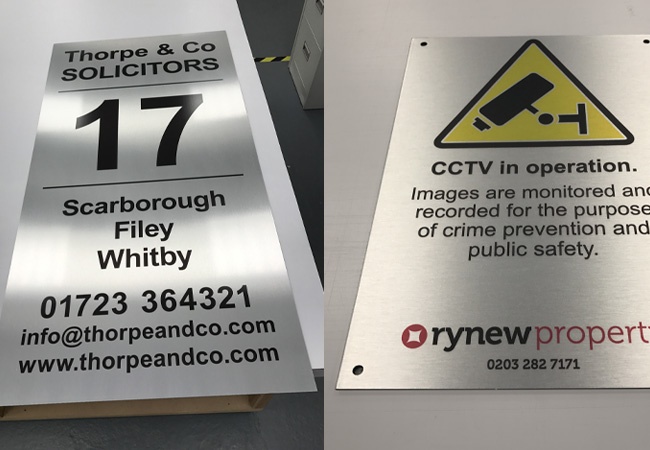 Thorpe & Co
SOLICITORS
17
Scarborough
Filey
Whitby
01723 364321
info@thorpeandco.com
www.thorpeandco.com
CCTV in operation.
Images are monitored and
recorded for the purpose
of crime prevention and
public safety.
rynew property
0203 282 7171